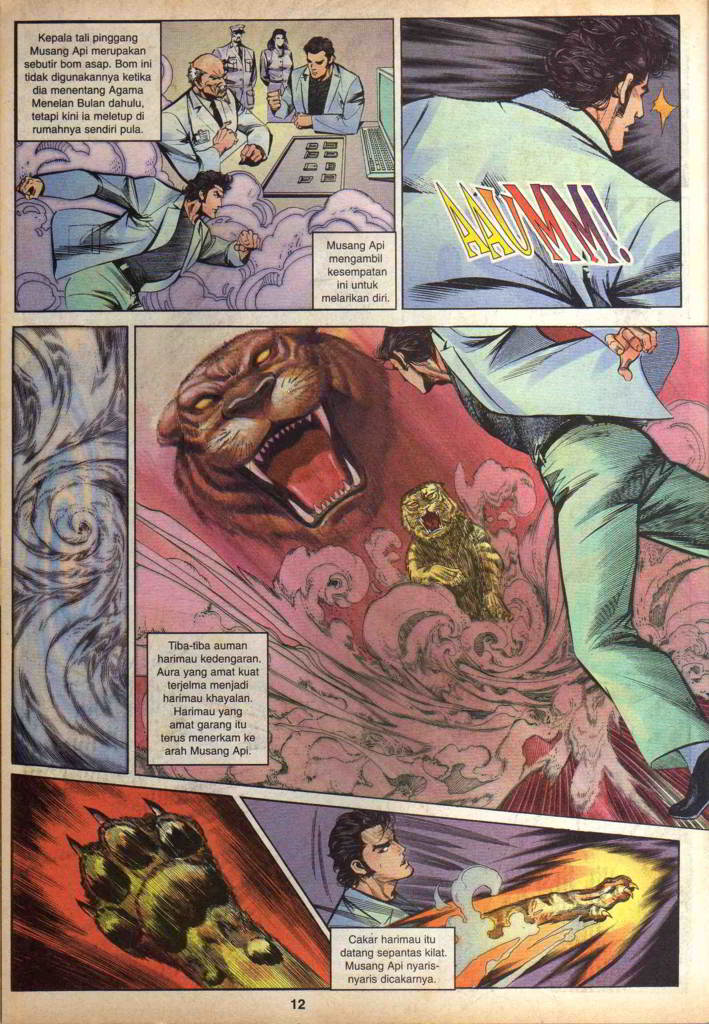 Kepala tali pinggang
Musang Api merupakan
sebutir bom asap. Bom ini
tidak digunakannya ketika
dia menentang Agama
Menelan Bulan dahulu,
tetapi kini ia meletup di
rumahnya sendiri pula.
Musang Api
mengambil
kesempatan
ini untuk
melarikan diri.
AAUMMM!
Tiba-tiba auman
harimau kedengaran.
Aura yang amat kuat
terjelma menjadi
harimau khayalan.
Harimau yang
amat garang itu
terus menerkam ke
arah Musang Api.
Cakar harimau itu
datang sepantas kilat.
Musang Api nyaris-
nyaris dicakarnya.
12